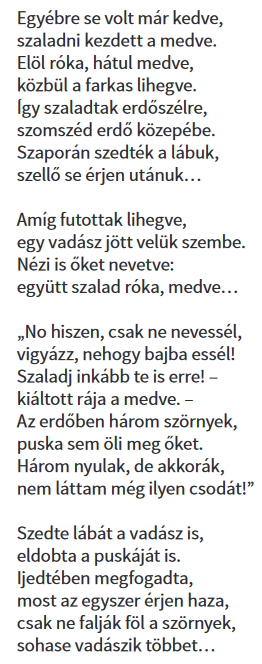 Egyébre se volt már kedve,
szaladni kezdett a medve.
Elöl róka, hátul medve,
közbül a farkas lihegve.
Így szaladtak erdőszélre,
szomszéd erdő közepébe.
Szaporán szedték a lábuk,
szellő se érjen utánuk…

Amíg futottak lihegve,
egy vadász jött velük szembe.
Nézi is őket nevetve:
együtt szalad róka, medve…

„No hiszen, csak ne nevessél,
vigyázz, nehogy bajba essél!
Szaladj inkább te is erre! –
kiáltott rája a medve. –
Az erdőben három szörnyek,
puska sem öli meg őket.
Három nyulak, de akkorák,
nem láttam még ilyen csodát!”

Szedte lábát a vadász is,
eldobta a puskáját is.
Ijedtében megfogadta,
most az egyszer érjen haza,
csak ne falják föl a szörnyek,
sohase vadászik többet…